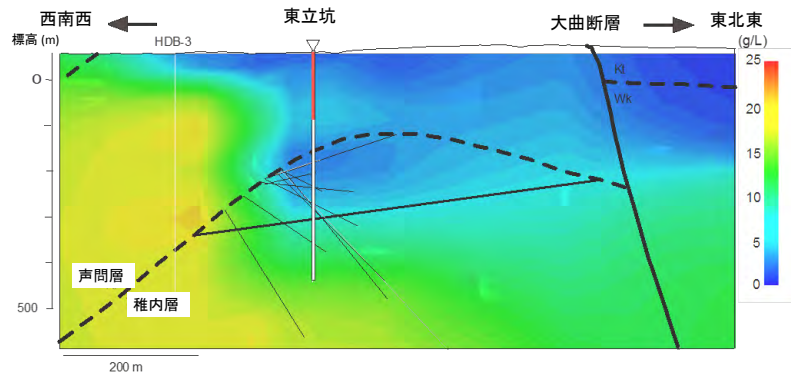 西南西
東立坑
大曲断層
東北東
標高 (m)
HDB-3
(g/L)
25
0
Kl
Wk
20
15
10
5
0
声問層
稚内層
500
200 m